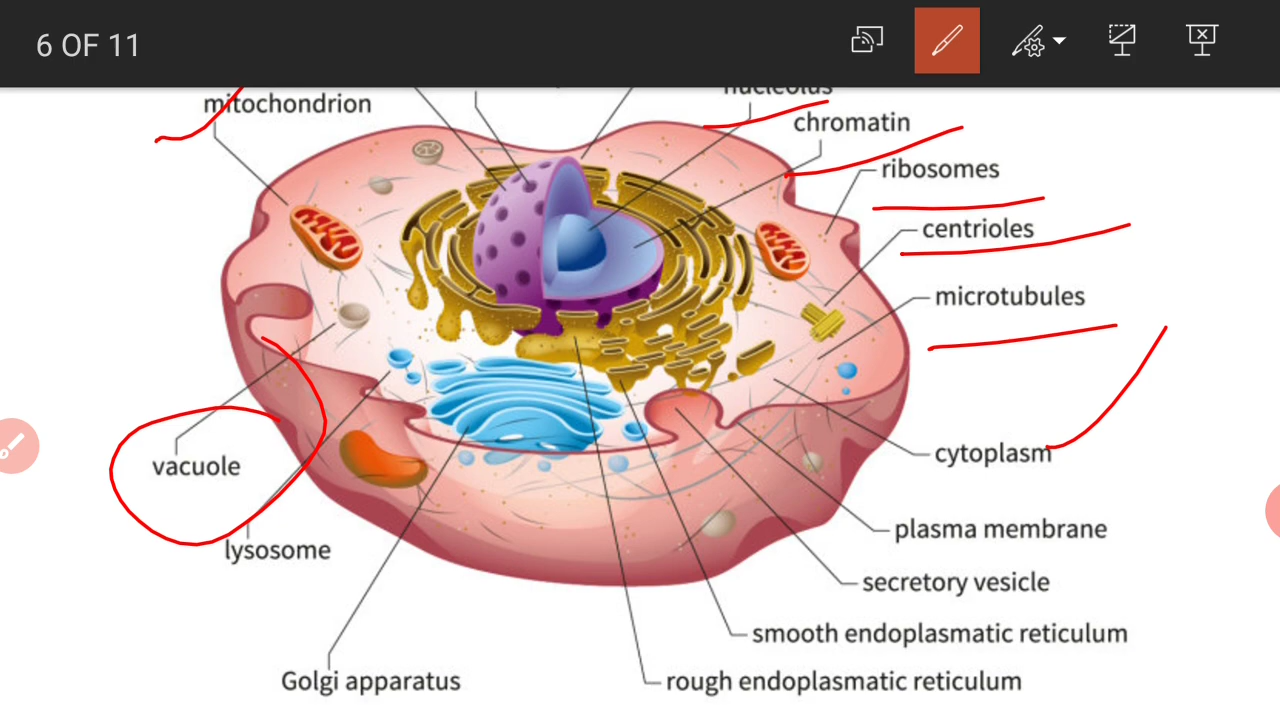 6 OF 11
mitochondrion
nucleolus
chromatin
ribosomes
centrioles
microtubules
vacuole
cytoplasm
lysosome
plasma membrane
secretory vesicle
smooth endoplasmatic reticulum
Golgi apparatus
rough endoplasmatic reticulum